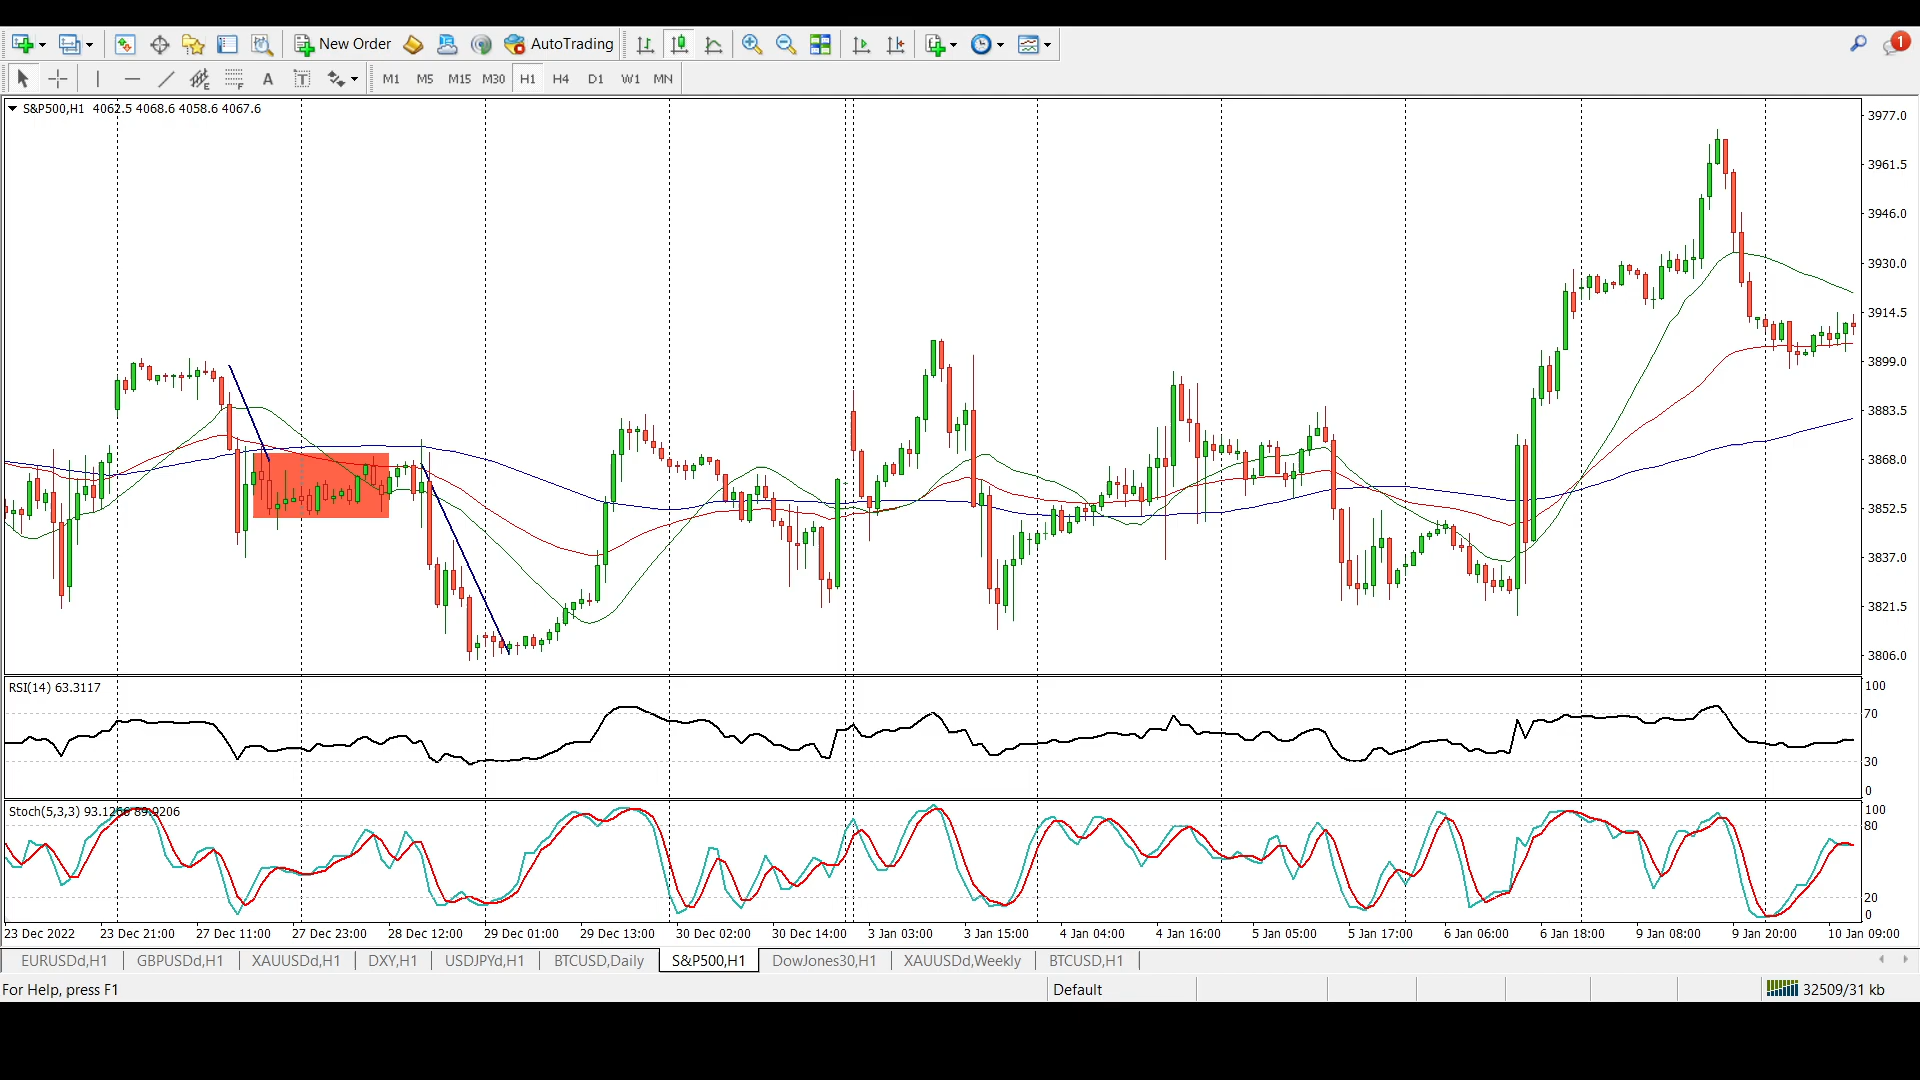 New Order AutoTrading 1
A T M1 M5 M15 M30 H1 H4 D1 W1 MN
S&P500,H1 4062.5 4068.6 4058.6 4067.6
3977.0
3961.5
3946.0
3930.0
3914.5
3899.0
3883.5
3868.0
3852.5
3837.0
3821.5
3806.0
RSI(14) 63.3117
100
70
30
0
Stoch(5,3,3) 93.1266 89.9206
100
80
20
0
23 Dec 2022 23 Dec 21:00 27 Dec 11:00 27 Dec 23:00 28 Dec 12:00 29 Dec 01:00 29 Dec 13:00 30 Dec 02:00 30 Dec 14:00 3 Jan 03:00 3 Jan 15:00 4 Jan 04:00 4 Jan 16:00 5 Jan 05:00 5 Jan 17:00 6 Jan 06:00 6 Jan 18:00 9 Jan 08:00 9 Jan 20:00 10 Jan 09:00
EURUSDd,H1 GBPUSDd,H1 XAUUSDd,H1 DXY,H1 USDJPYd,H1 BTCUSD,Daily S&P500,H1 DowJones30,H1 XAUUSDd,Weekly BTCUSD,H1
For Help, press F1 Default 32509/31 kb